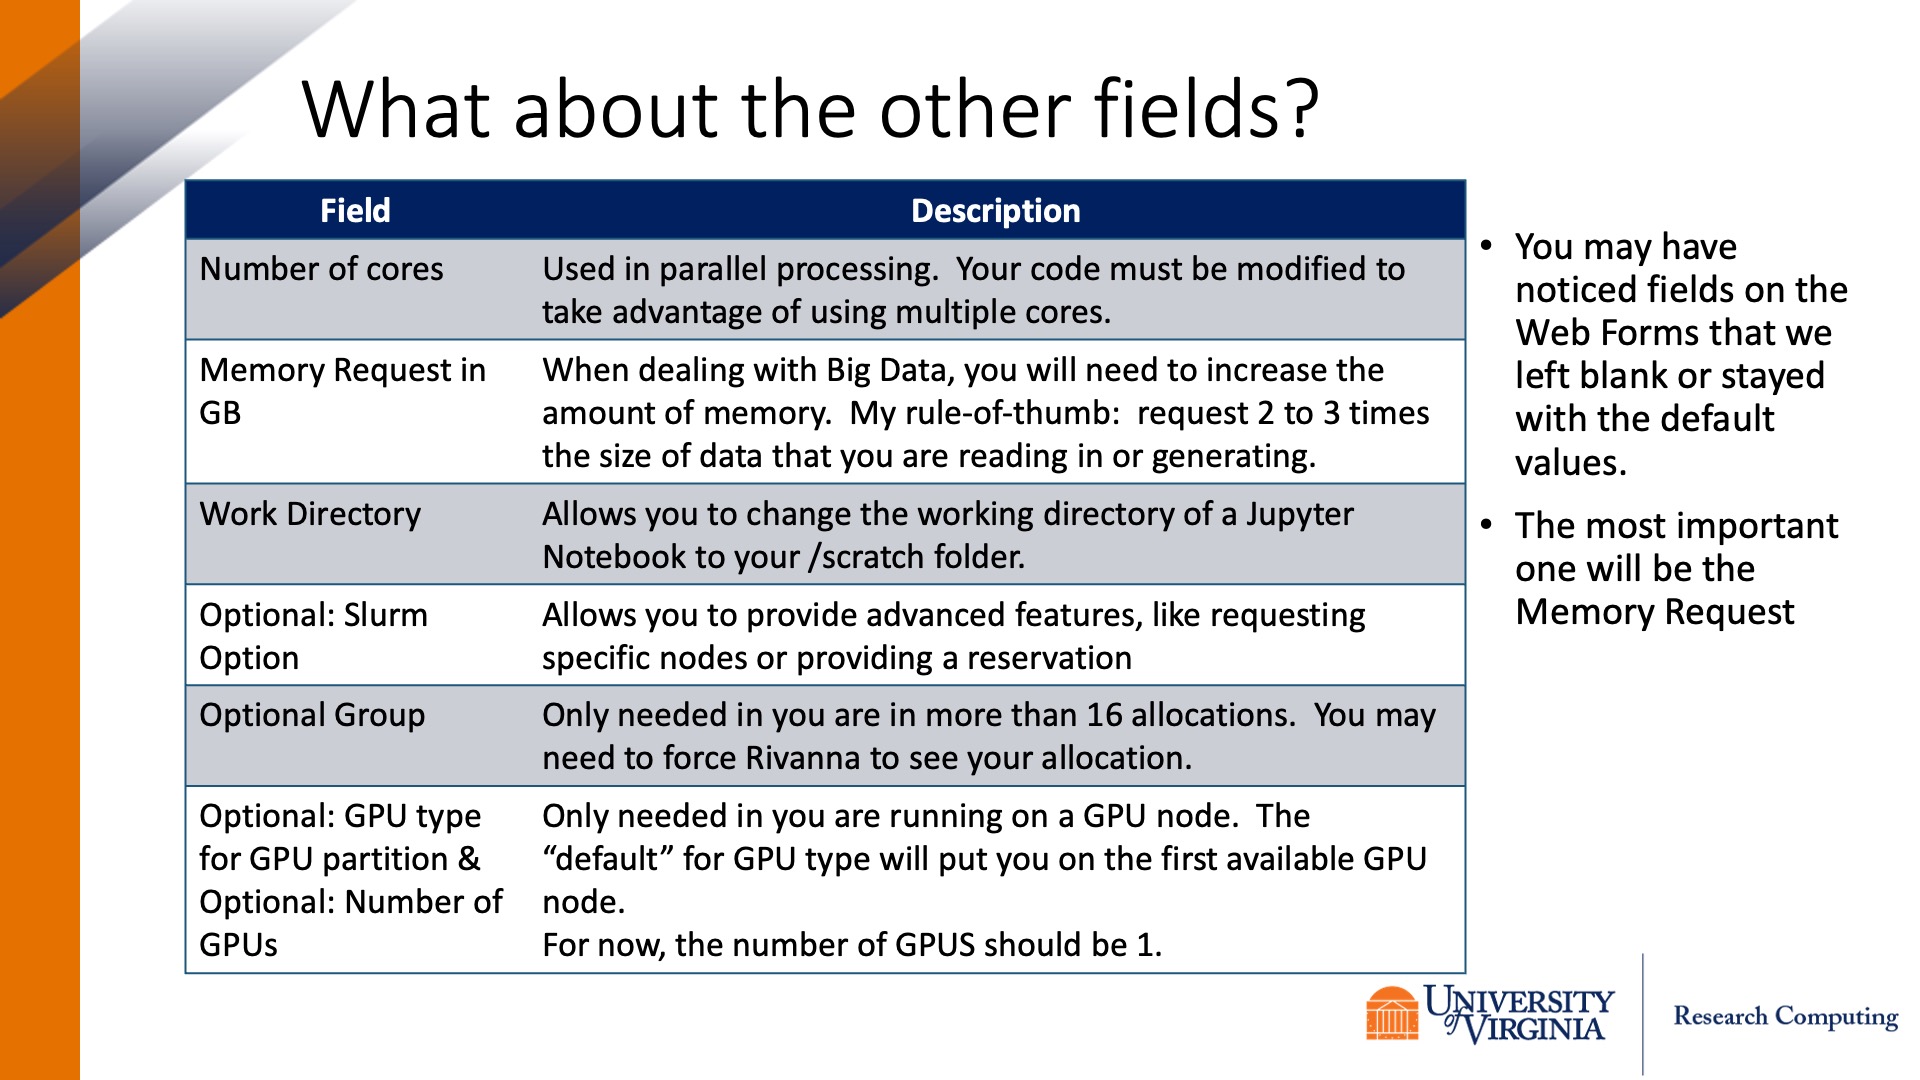 What about the other fields?
Field
Description
Number of cores
Used in parallel processing.  Your code must be modified to
take advantage of using multiple cores.
Memory Request in
GB
When dealing with Big Data, you will need to increase the
amount of memory.  My rule-of-thumb:  request 2 to 3 times
the size of data that you are reading in or generating.
Work Directory
Allows you to change the working directory of a Jupyter
Notebook to your /scratch folder.
Optional: Slurm
Option
Allows you to provide advanced features, like requesting
specific nodes or providing a reservation
Optional Group
Only needed in you are in more than 16 allocations.  You may
need to force Rivanna to see your allocation.
Optional: GPU type
for GPU partition &
Optional: Number of
GPUs
Only needed in you are running on a GPU node.  The
“default” for GPU type will put you on the first available GPU
node.
For now, the number of GPUS should be 1.
• You may have
noticed fields on the
Web Forms that we
left blank or stayed
with the default
values.
• The most important
one will be the
Memory Request
UNIVERSITY
of VIRGINIA
Research Computing